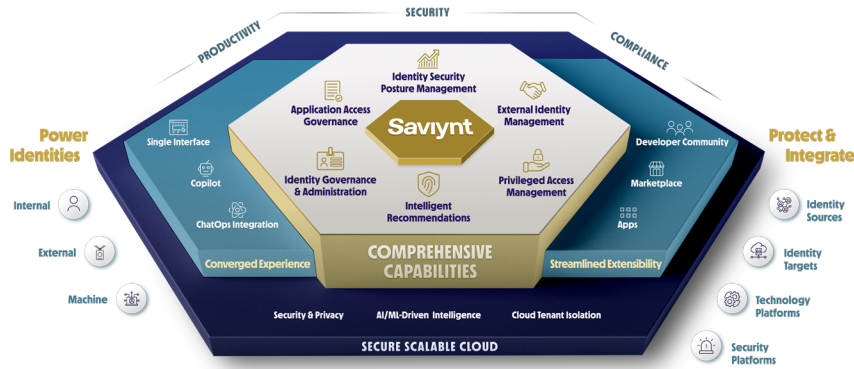 SECURITY
PRODUCTIVITY
COMPLIANCE
Power
Identities
Internal
External
Machine
Single Interface
Copilot
ChatOps Integration
Converged Experience
Identity Security
Posture Management
Application Access
Governance
External Identity
Management
Saviynt
Identity Governance
& Administration
Privileged Access
Management
Intelligent
Recommendations
COMPREHENSIVE
CAPABILITIES
Developer Community
Marketplace
Apps
Streamlined Extensibility
Protect &
Integrate
Identity
Sources
Identity
Targets
Technology
Platforms
Security
Platforms
Security & Privacy
AI/ML-Driven Intelligence
Cloud Tenant Isolation
SECURE SCALABLE CLOUD